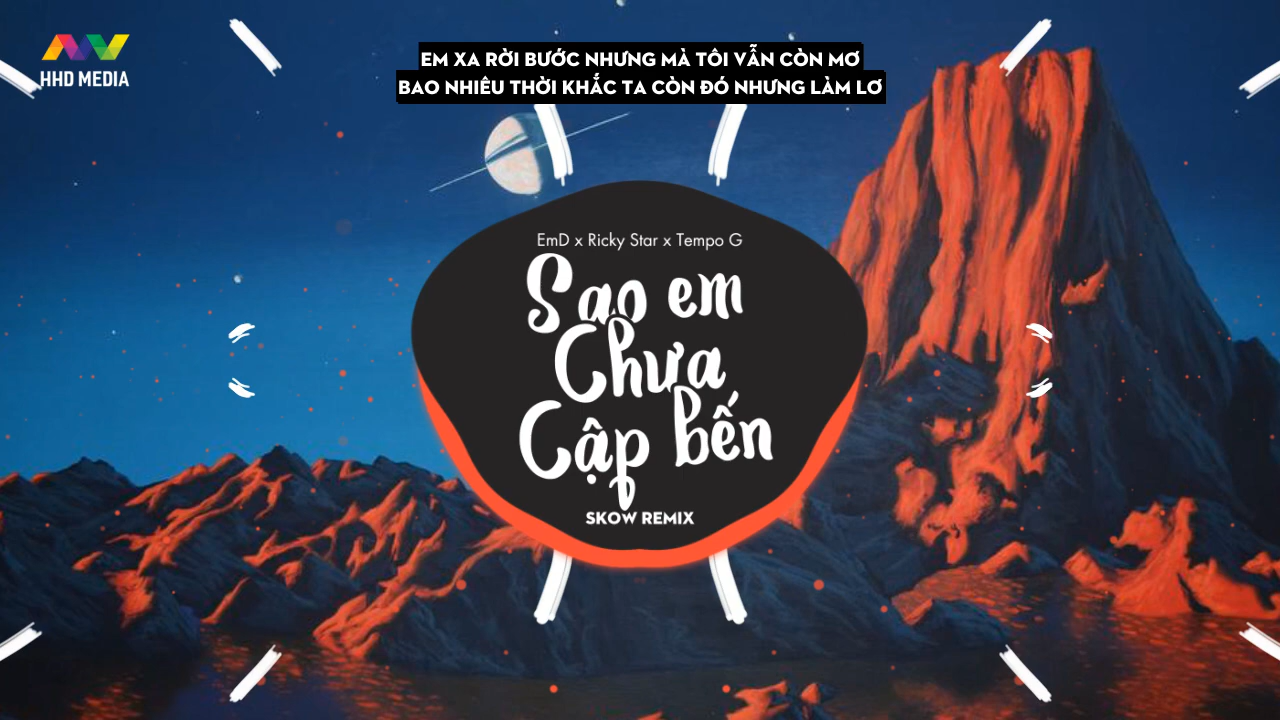 HHD MEDIA
EM XA RỜI BƯỚC NHƯNG MÀ TÔI VẪN CÒN MƠ
BAO NHIÊU THỜI KHẮC TA CÒN ĐÓ NHƯNG LÀM LƠ
EmD x Ricky Star x Tempo G
Sao em
Chưa
Cập bến
SKOW REMIX